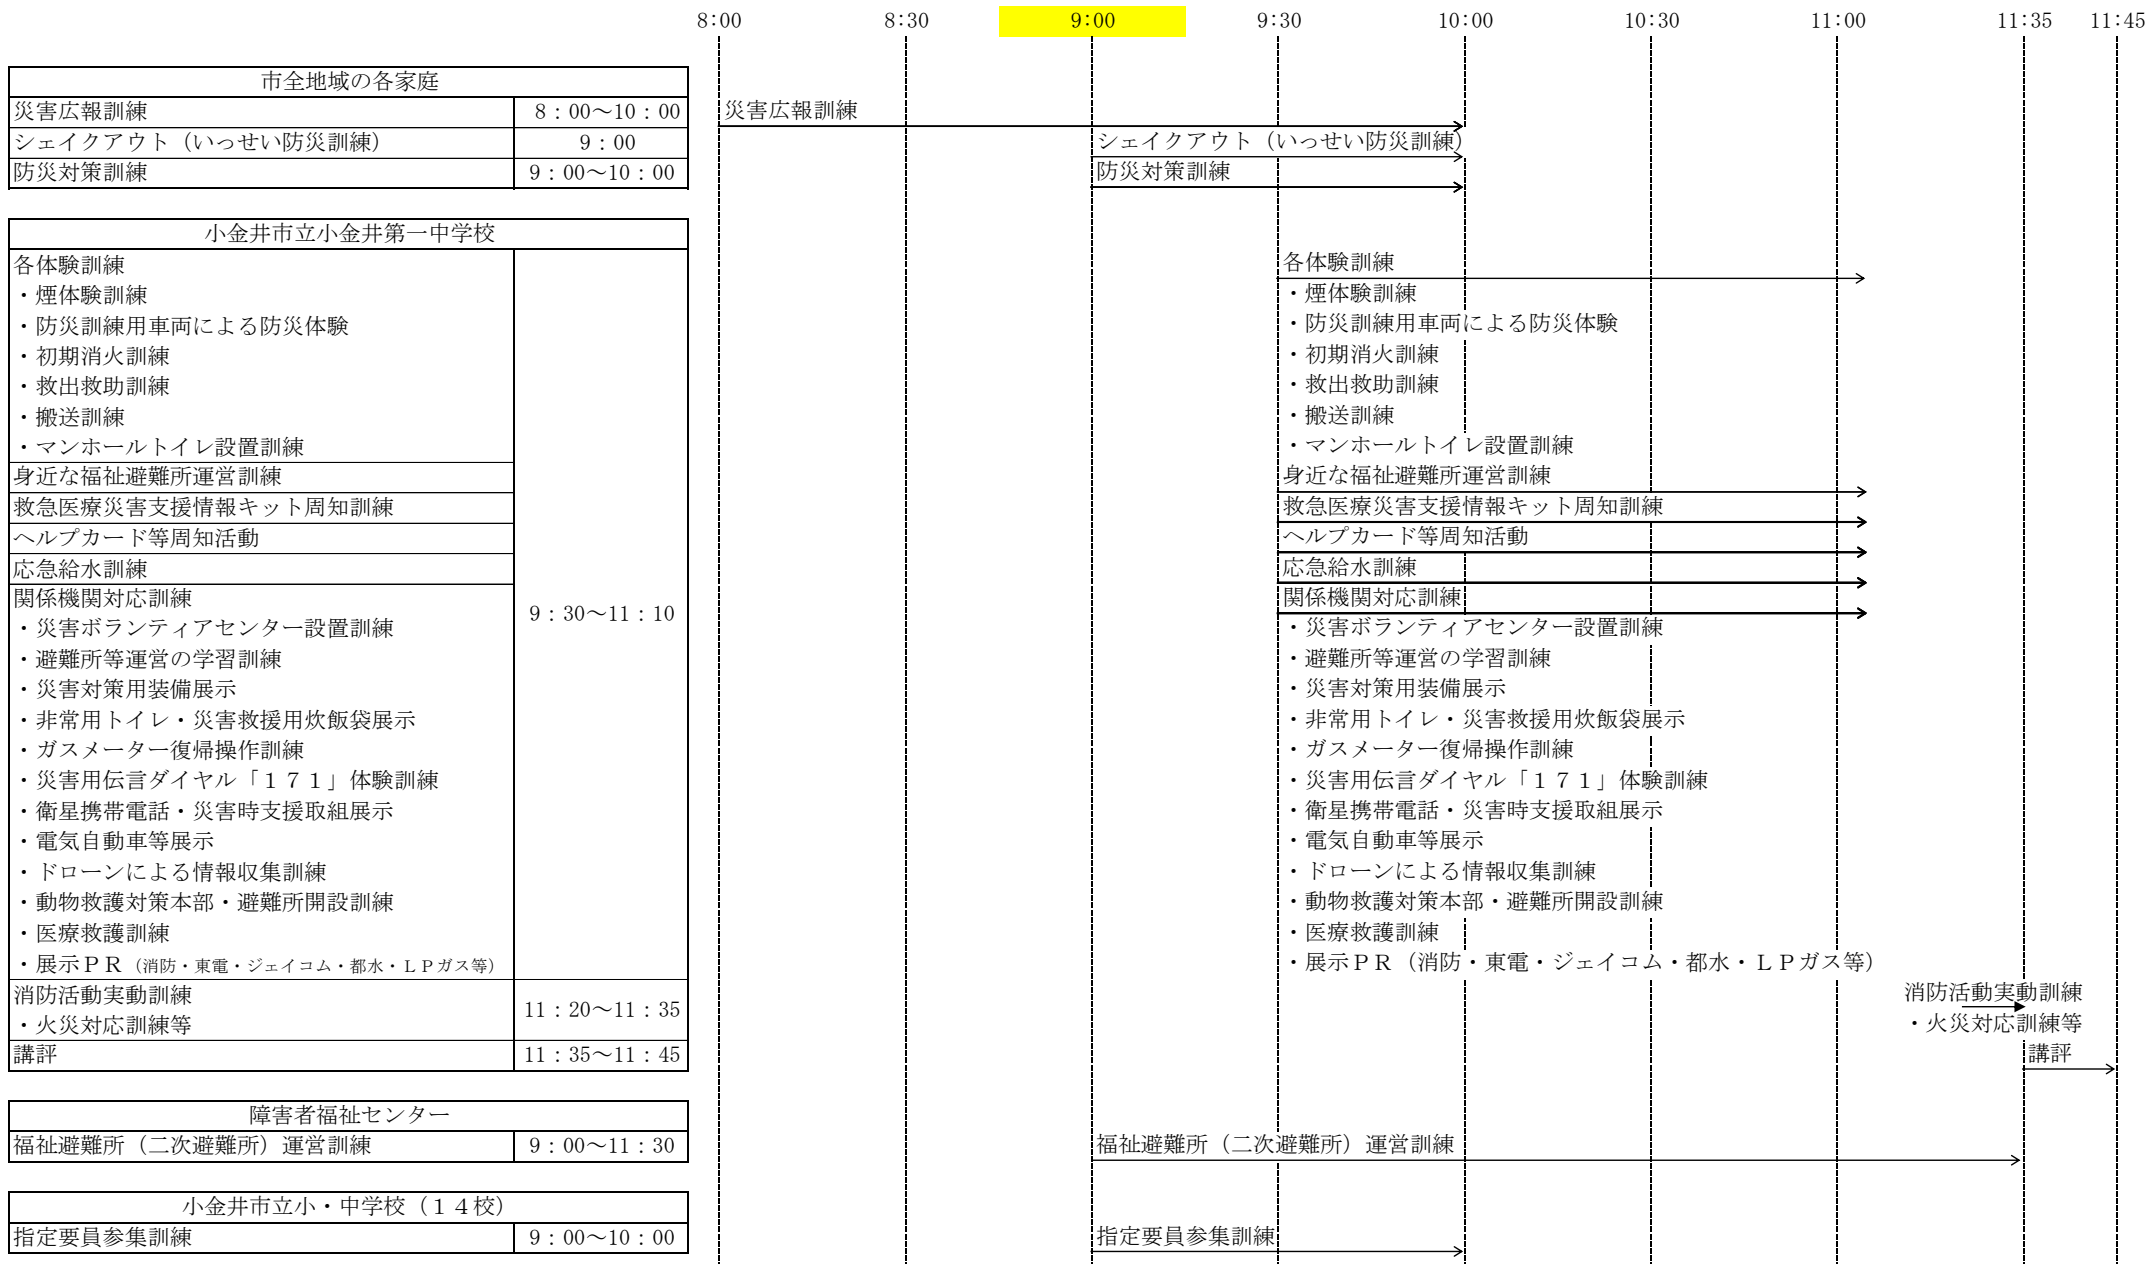 8:00 8:30 9:00 9:30 10:00 10:30 11:00 11:35 11:45
市全地域の各家庭
災害広報訓練 8：00～10：00 災害広報訓練
シェイクアウト（いっせい防災訓練） 9：00 シェイクアウト（いっせい防災訓練）
防災対策訓練 9：00～10：00 防災対策訓練
小金井市立小金井第一中学校
各体験訓練 各体験訓練
・煙体験訓練 ・煙体験訓練
・防災訓練用車両による防災体験 ・防災訓練用車両による防災体験
・初期消火訓練 ・初期消火訓練
・救出救助訓練 ・救出救助訓練
・搬送訓練 ・搬送訓練
・マンホールトイレ設置訓練 ・マンホールトイレ設置訓練
身近な福祉避難所運営訓練 身近な福祉避難所運営訓練
救急医療災害支援情報キット周知訓練 救急医療災害支援情報キット周知訓練
ヘルプカード等周知活動 ヘルプカード等周知活動
応急給水訓練 応急給水訓練
関係機関対応訓練 9：30～11：10 関係機関対応訓練
・災害ボランティアセンター設置訓練 ・災害ボランティアセンター設置訓練
・避難所等運営の学習訓練 ・避難所等運営の学習訓練
・災害対策用装備展示 ・災害対策用装備展示
・非常用トイレ・災害救援用炊飯袋展示 ・非常用トイレ・災害救援用炊飯袋展示
・ガスメーター復帰操作訓練 ・ガスメーター復帰操作訓練
・災害用伝言ダイヤル「１７１」体験訓練 ・災害用伝言ダイヤル「１７１」体験訓練
・衛星携帯電話・災害時支援取組展示 ・衛星携帯電話・災害時支援取組展示
・電気自動車等展示 ・電気自動車等展示
・ドローンによる情報収集訓練 ・ドローンによる情報収集訓練
・動物救護対策本部・避難所開設訓練 ・動物救護対策本部・避難所開設訓練
・医療救護訓練 ・医療救護訓練
・展示ＰＲ（消防・東電・ジェイコム・都水・ＬＰガス等） ・展示ＰＲ（消防・東電・ジェイコム・都水・ＬＰガス等）
消防活動実動訓練 11：20～11：35 消防活動実動訓練
・火災対応訓練等 ・火災対応訓練等
講評 11：35～11：45 講評
障害者福祉センター
福祉避難所（二次避難所）運営訓練 9：00～11：30 福祉避難所（二次避難所）運営訓練
小金井市立小・中学校（１４校）
指定要員参集訓練 9：00～10：00 指定要員参集訓練